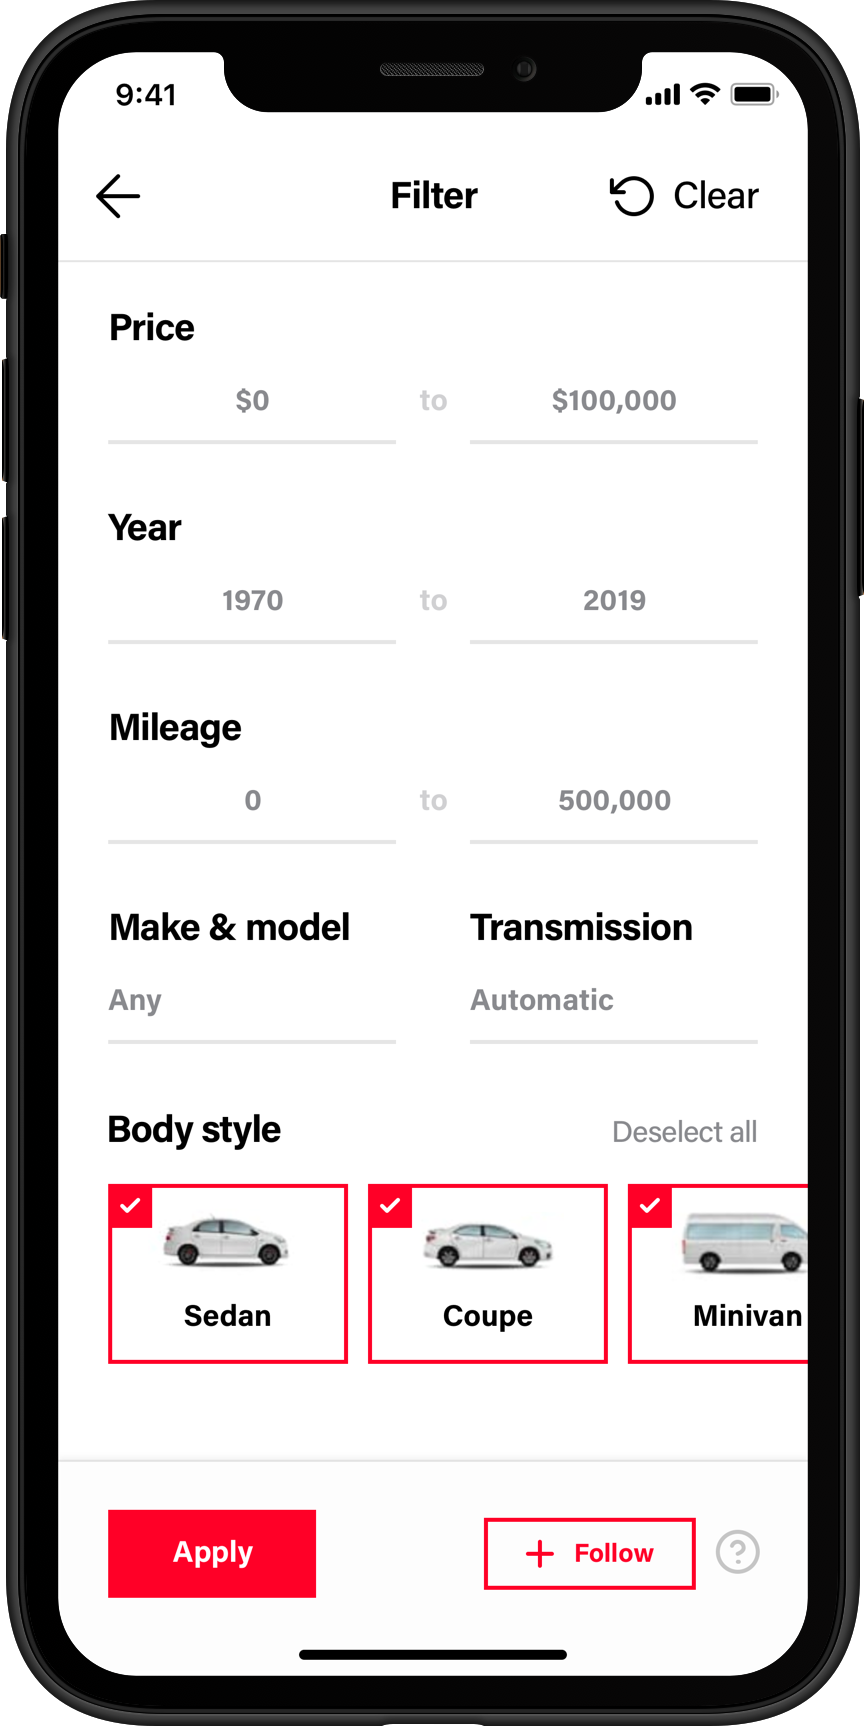 9:41
Filter
Clear
Price
$0 to $100,000
Year
1970 to 2019
Mileage
0 to 500,000
Make & model Transmission
Any Automatic
Body style Deselect all
Sedan Coupe Minivan
Apply + Follow ?